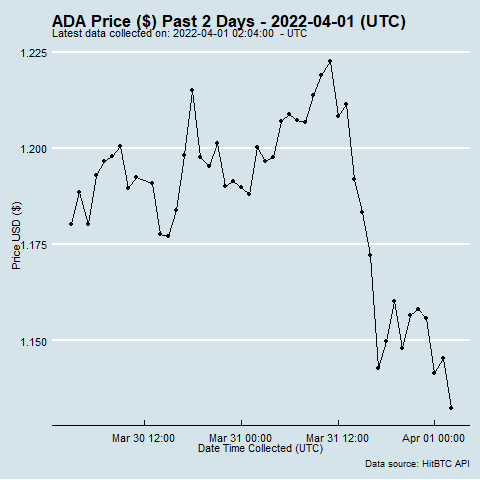 ADA Price ($) Past 2 Days - 2022-04-01 (UTC)
Latest data collected on: 2022-04-01 02:04:00  - UTC
1.225
1.200
1.175
1.150
Price USD ($)
Mar 30 12:00 Mar 31 00:00 Mar 31 12:00 Apr 01 00:00
Date Time Collected (UTC)
Data source: HitBTC API